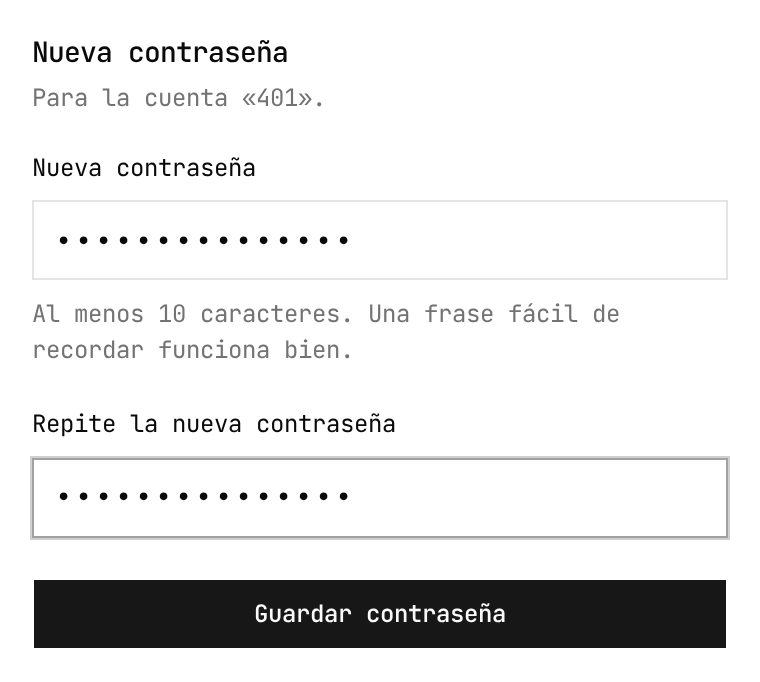 Nueva contraseña
Para la cuenta «401».
Nueva contraseña
•••••••••••••••
Al menos 10 caracteres. Una frase fácil de
recordar funciona bien.
Repite la nueva contraseña
•••••••••••••••
Guardar contraseña